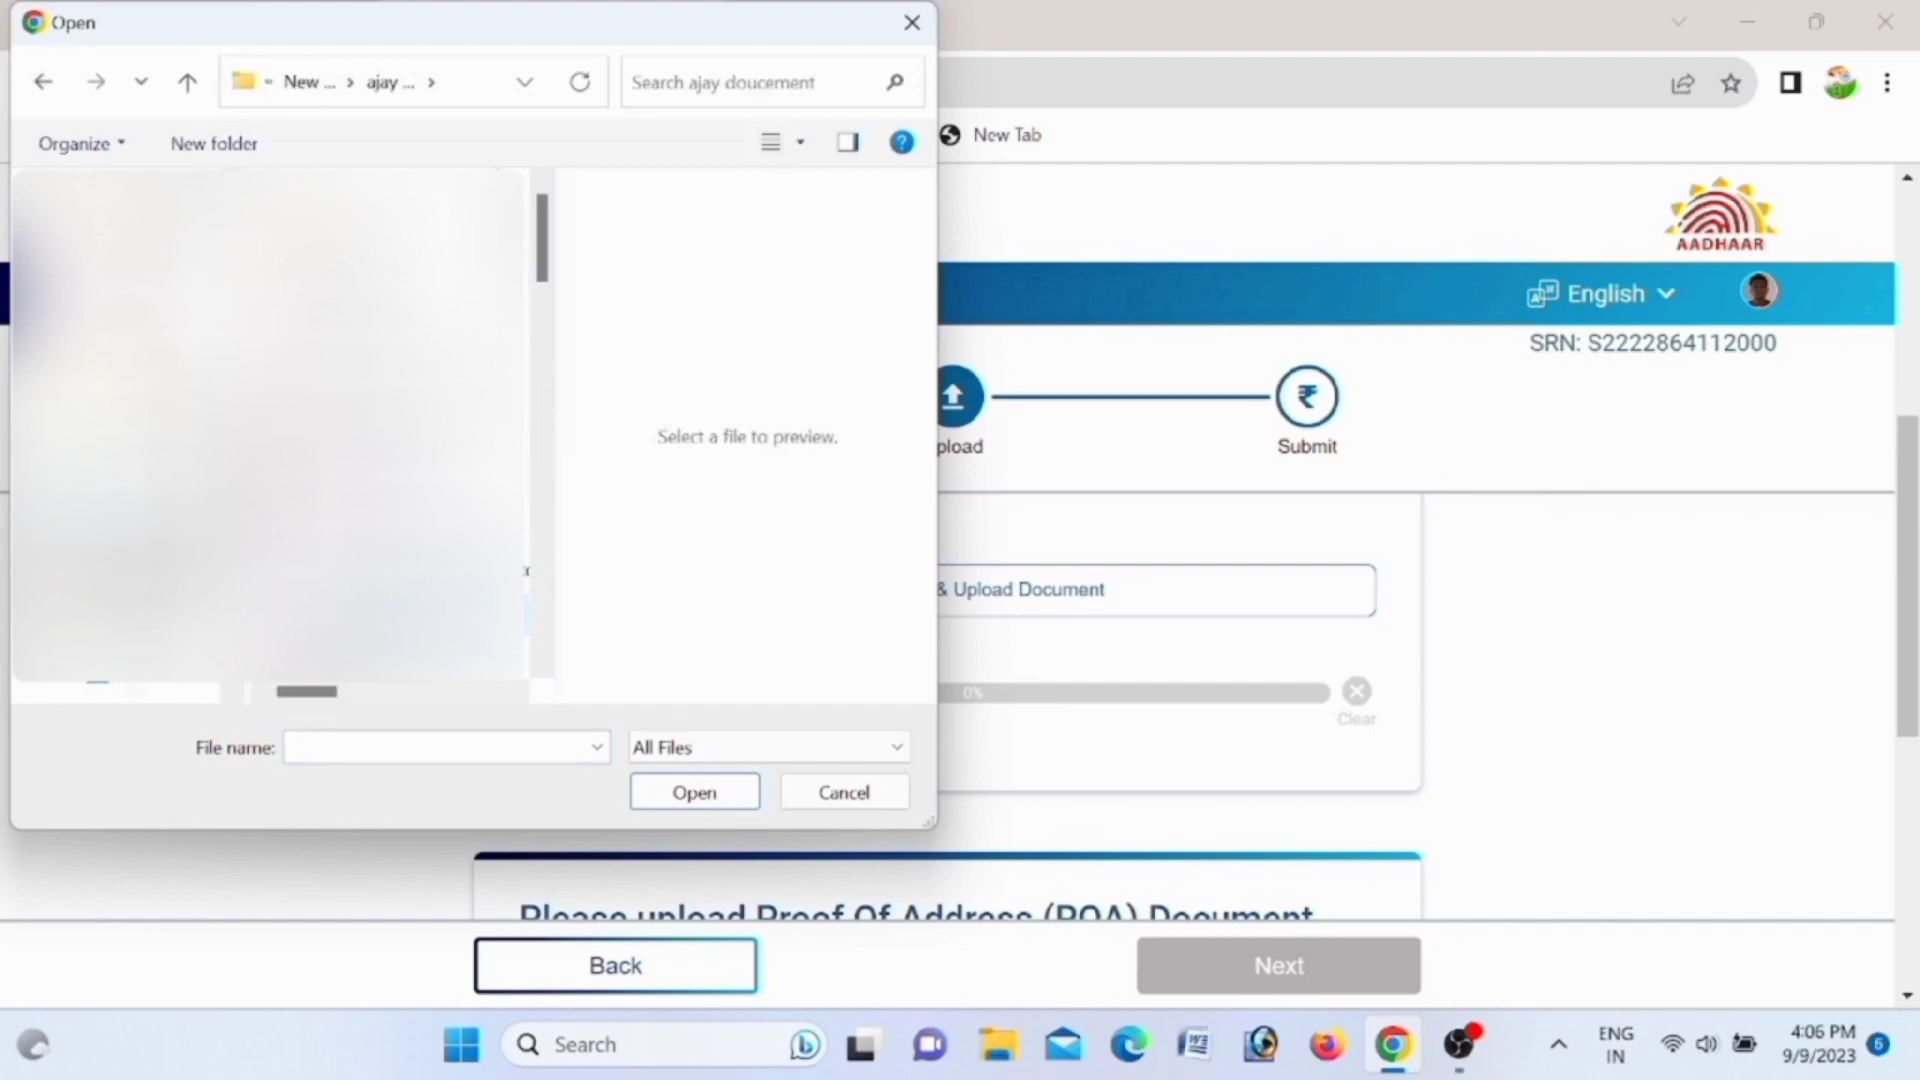 Open
New ... › ajay ... ›
Search ajay doucement
Organize
New folder
New Tab
AADHAAR
English
SRN: S2222864112000
Select a file to preview.
pload
Submit
& Upload Document
0%
Clear
File name:
All Files
Open
Cancel
Please upload Proof Of Address (POA) Document
Back
Next
Search
ENG
IN
4:06 PM
9/9/2023
6